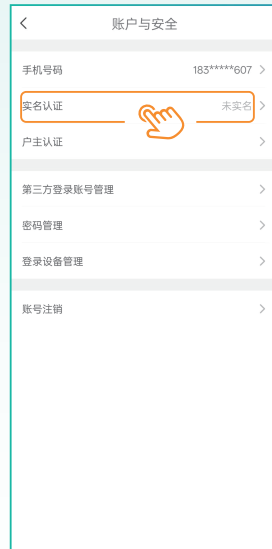 账户与安全
手机号码 183*****607
实名认证 未实名
户主认证
第三方登录账号管理
密码管理
登录设备管理
账号注销